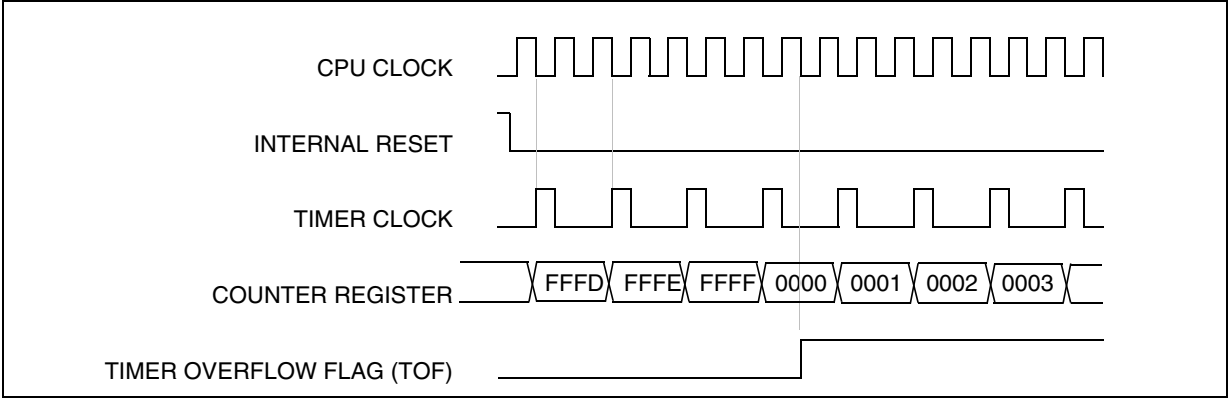 CPU CLOCK
INTERNAL RESET
TIMER CLOCK
COUNTER REGISTER FFFD FFFE FFFF 0000 0001 0002 0003
TIMER OVERFLOW FLAG (TOF)